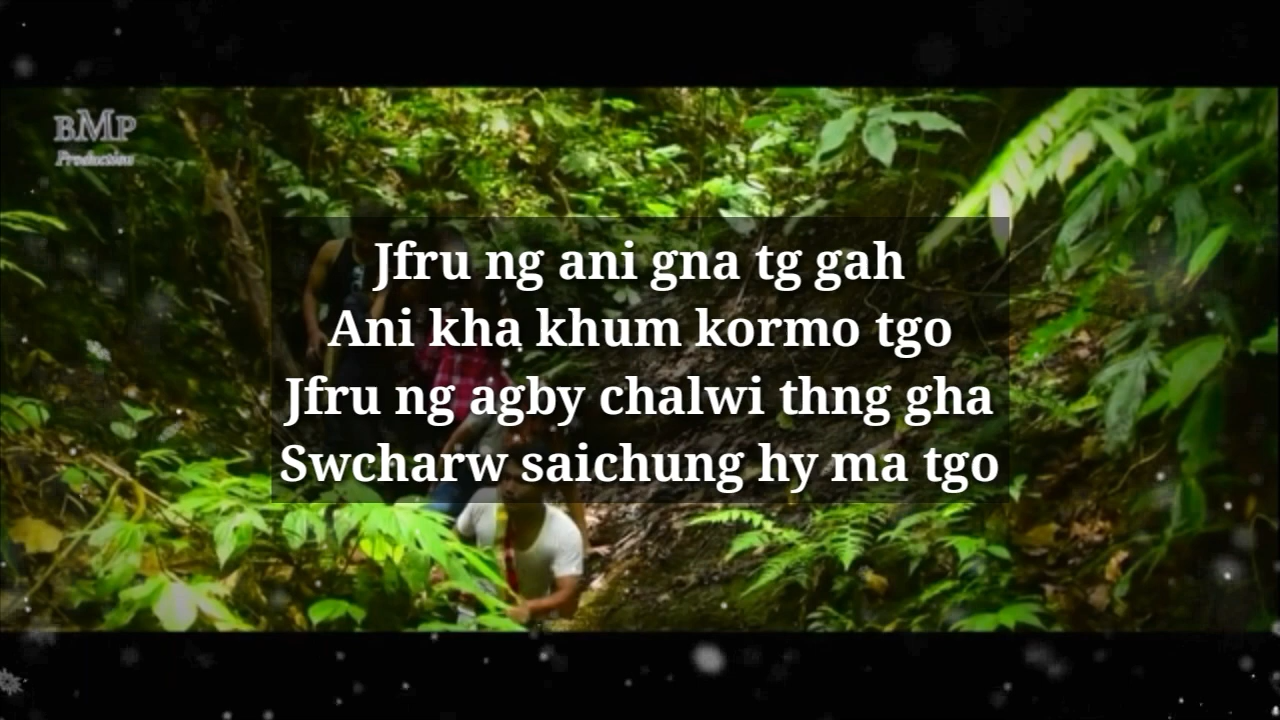 BMP
Production
Jfru ng ani gna tg gah
Ani kha khum kormo tgo
Jfru ng agby chalwi thng gha
Swcharw saichung hy ma tgo